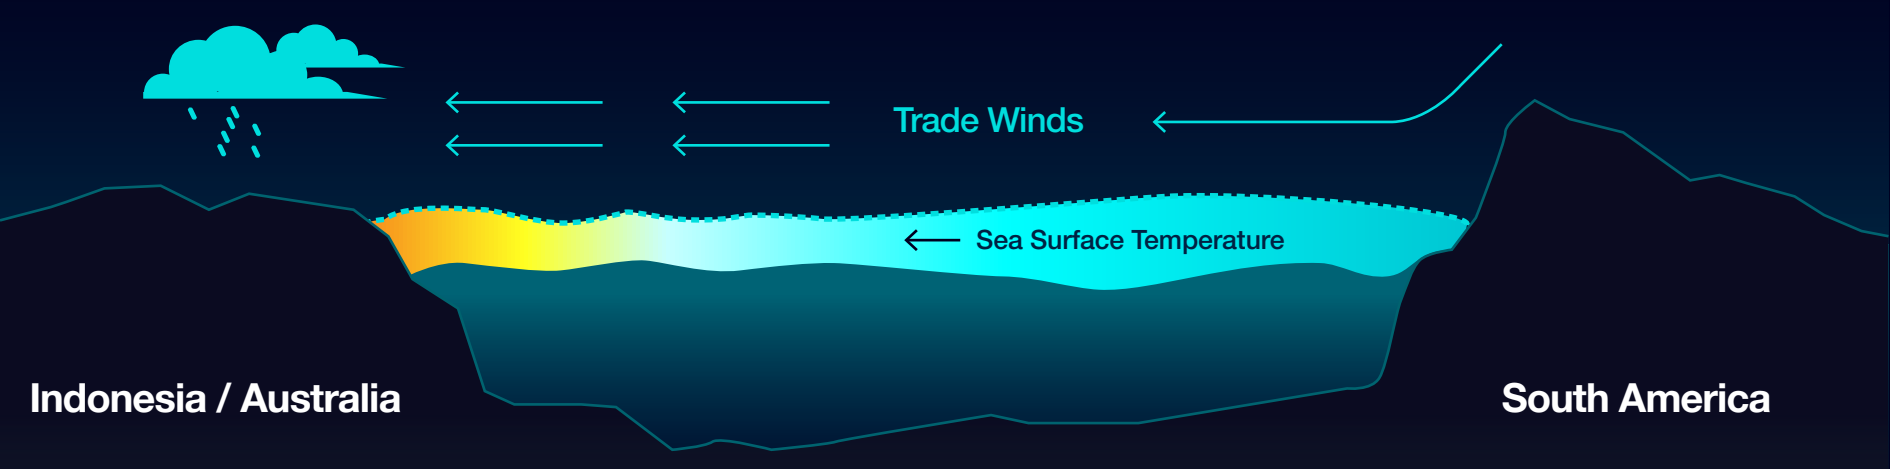 Trade Winds
Sea Surface Temperature
Indonesia / Australia
South America